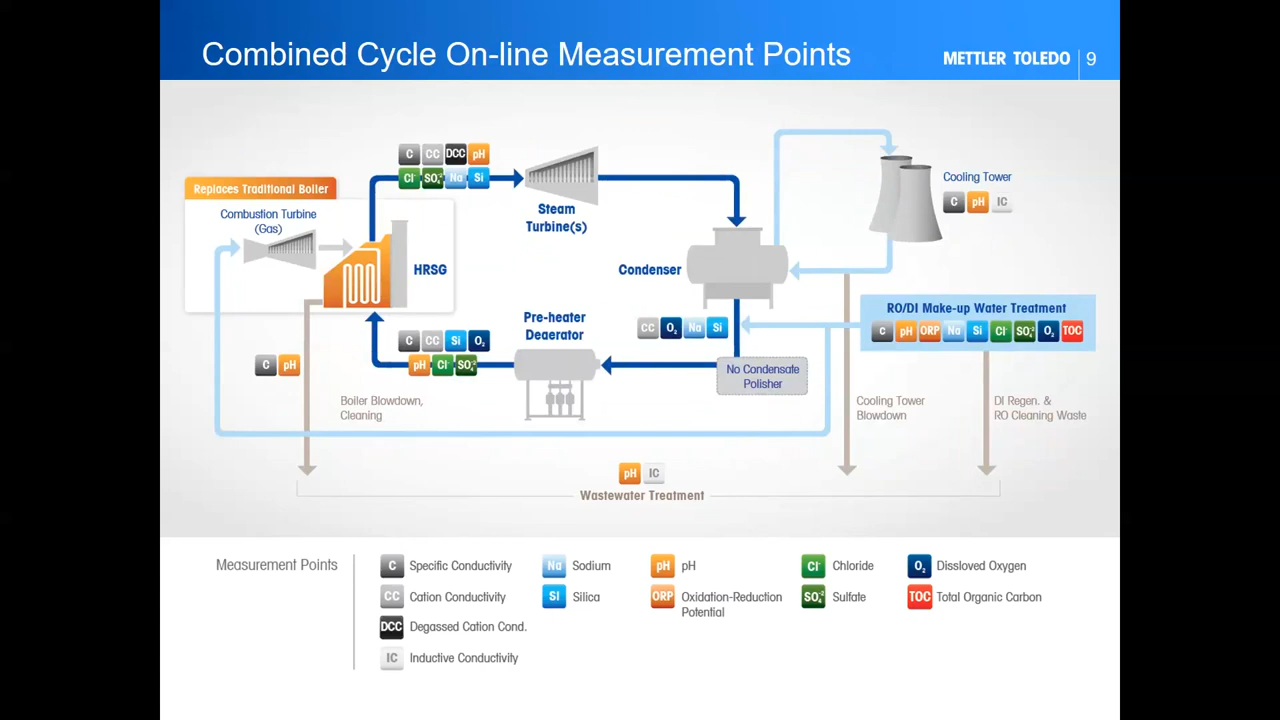 Combined Cycle On-line Measurement Points
METTLER TOLEDO
9
C CC DCC pH
Cl⁻ SO₄⁻² Na Si
Replaces Traditional Boiler
Combustion Turbine
(Gas)
HRSG
Steam
Turbine(s)
Condenser
Cooling Tower
C pH IC
RO/DI Make-up Water Treatment
C pH ORP Na Si Cl⁻ SO₄⁻² O₂ TOC
Pre-heater
Deaerator
CC O₂ Na Si
C CC Si O₂
pH Cl⁻ SO₄⁻²
No Condensate
Polisher
C pH
Boiler Blowdown,
Cleaning
Cooling Tower
Blowdown
DI Regen. &
RO Cleaning Waste
pH IC
Wastewater Treatment
Measurement Points
C Specific Conductivity
CC Cation Conductivity
DCC Degassed Cation Cond.
IC Inductive Conductivity
Na Sodium
SI Silica
pH pH
ORP Oxidation-Reduction
Potential
Cl⁻ Chloride
SO₄⁻² Sulfate
O₂ Dissloved Oxygen
TOC Total Organic Carbon